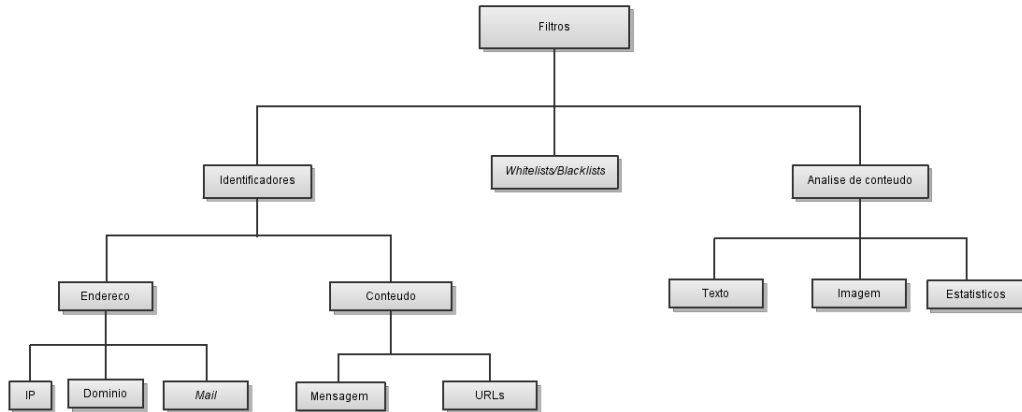 Filtros
Identificadores
Whitelists/Blacklists
Analise de conteudo
Endereco
Conteudo
Texto
Imagem
Estatisticos
IP
Dominio
Mail
Mensagem
URLs